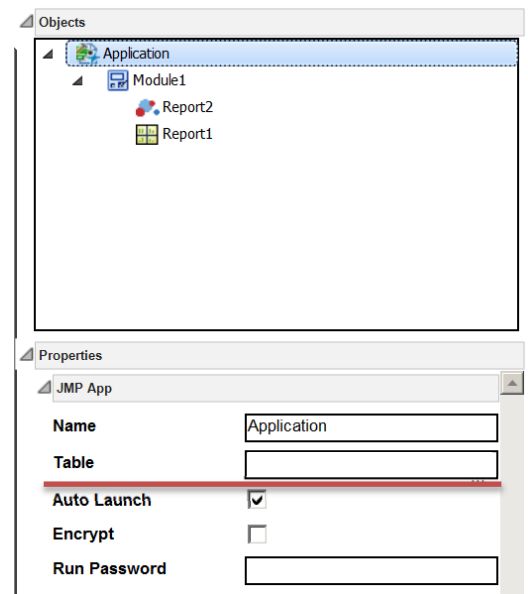 Objects
Application
Module1
Report2
Report1
Properties
JMP App
Name Application
Table
...
Auto Launch
Encrypt
Run Password